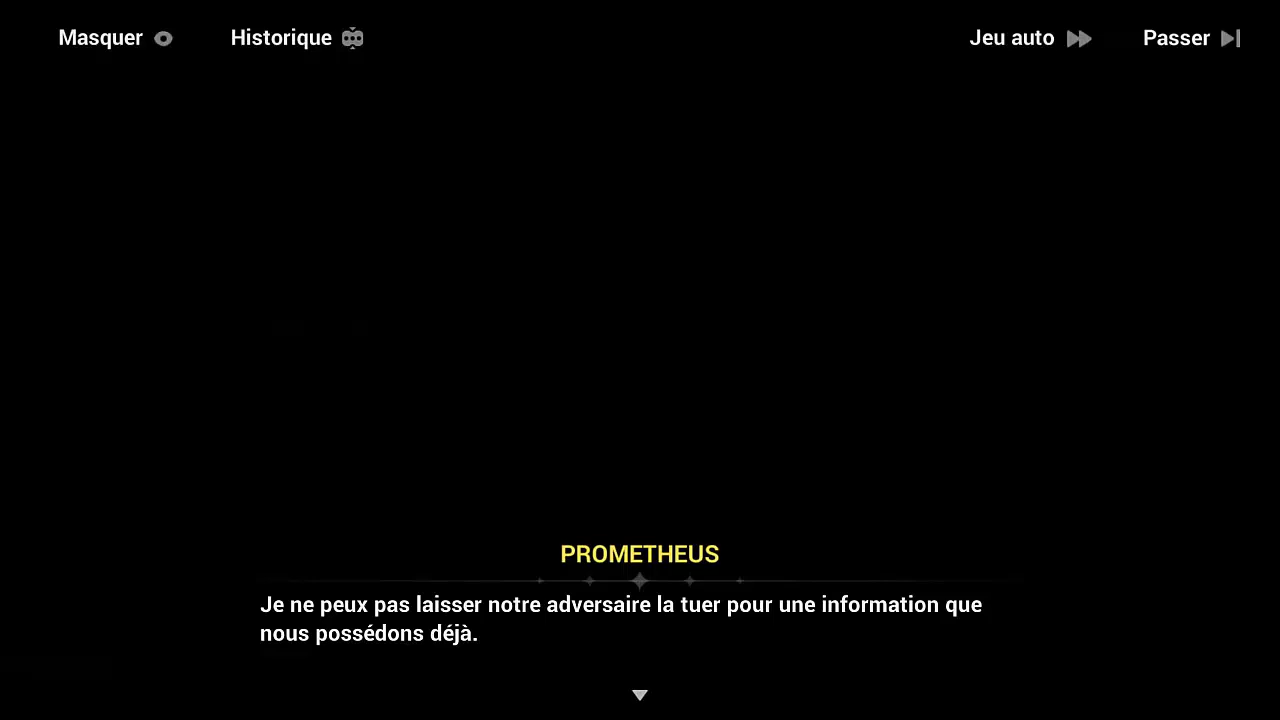 Masquer
Historique
Jeu auto
Passer
PROMETHEUS
Je ne peux pas laisser notre adversaire la tuer pour une information que
nous possédons déjà.